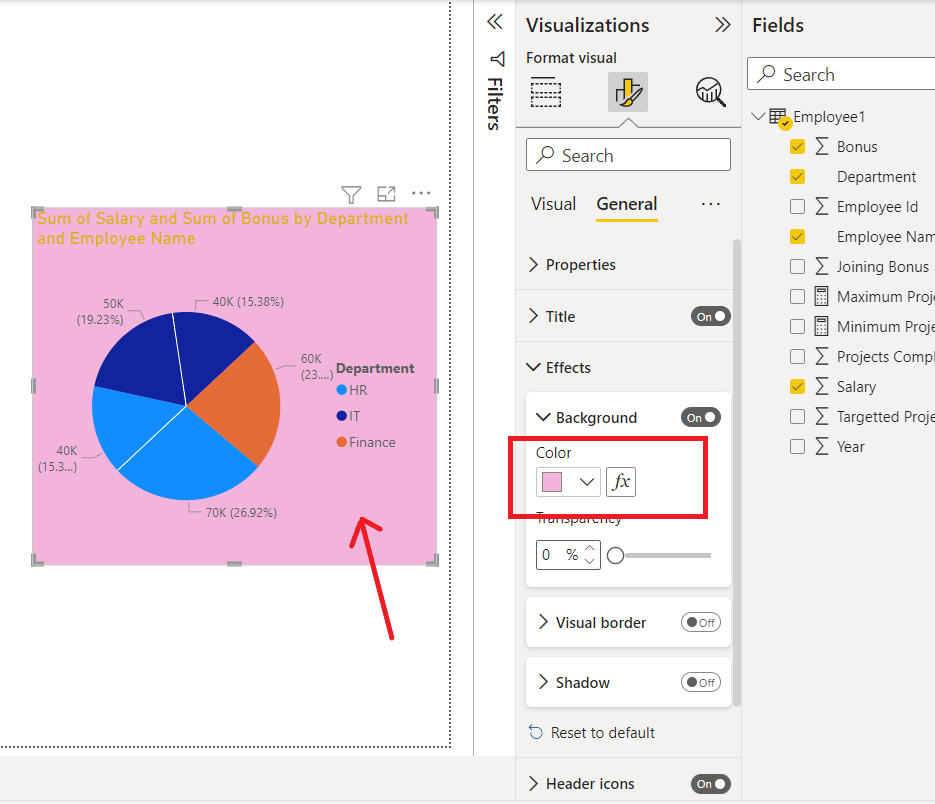 Sum of Salary and Sum of Bonus by Department
and Employee Name
50K
(19.23%)
40K (15.38%)
60K
(23....)
40K
(15.3...)
70K (26.92%)
Department
HR
IT
Finance
Filters
Visualizations
Format visual
Search
Visual
General
Properties
Title
On
Effects
Background
On
Color
fx
Transparency
0 %
Visual border
Off
Shadow
Off
Reset to default
Header icons
On
Fields
Search
Employee1
Σ Bonus
Department
Σ Employee Id
Employee Nam
Σ Joining Bonus
Maximum Proje
Minimum Proje
Σ Projects Compl
Σ Salary
Σ Targetted Proje
Σ Year